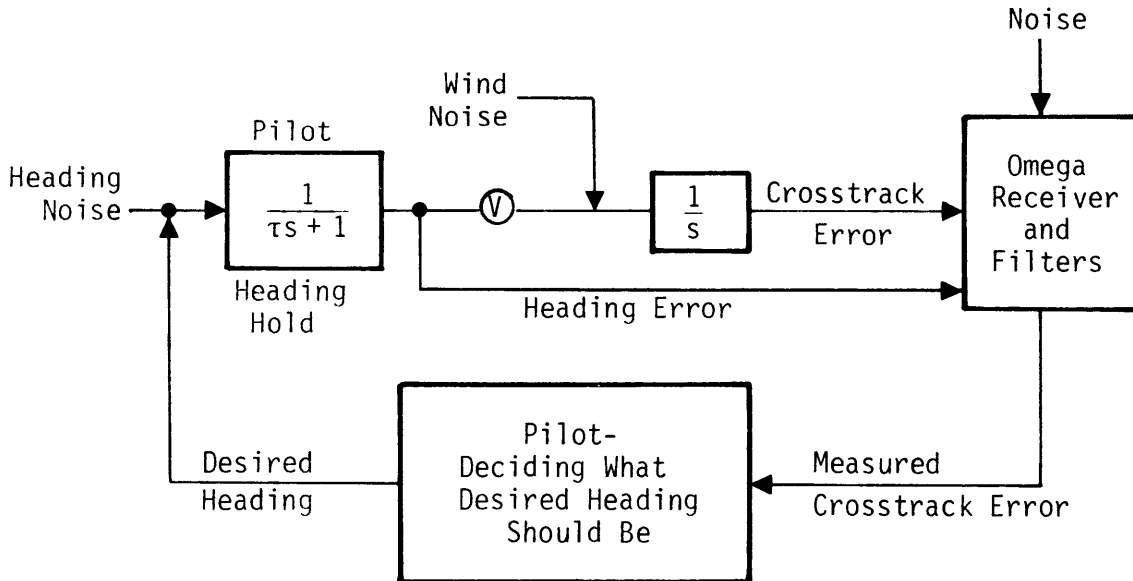 Noise
Wind
Noise
Pilot
Heading
Noise
1
τs + 1
Heading
Hold
V
1
s
Crosstrack
Error
Heading Error
Omega
Receiver
and
Filters
Desired
Heading
Pilot-
Deciding What
Desired Heading
Should Be
Measured
Crosstrack Error